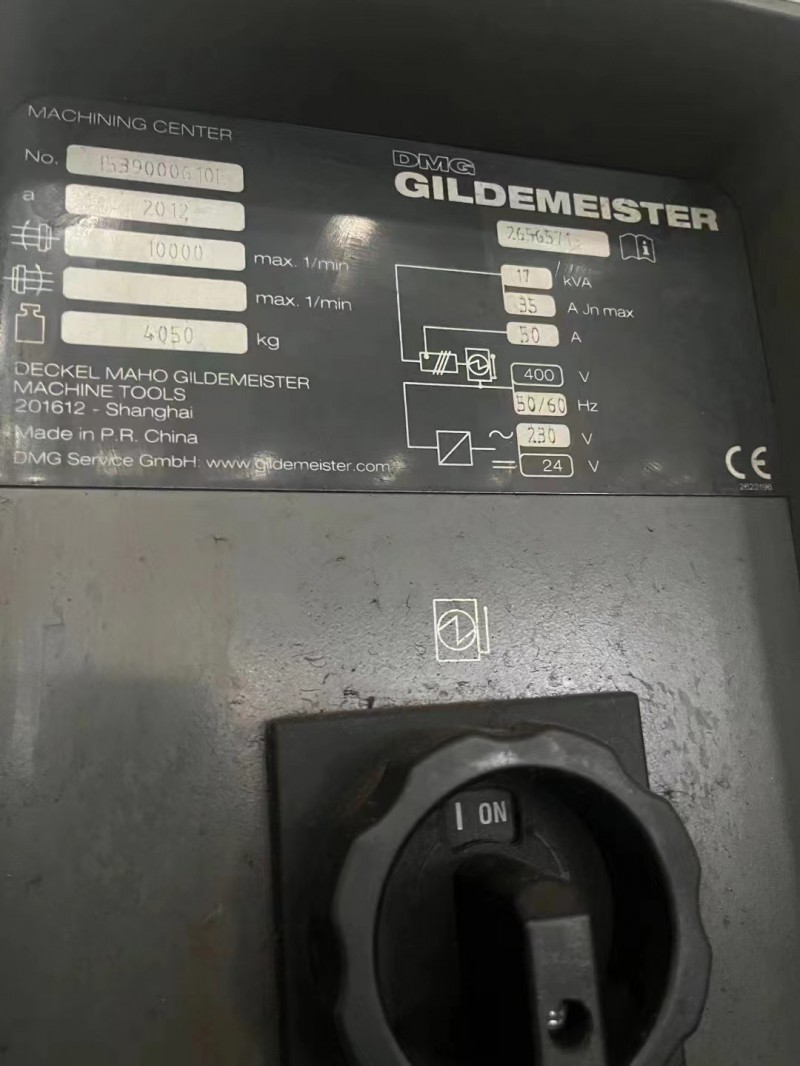 MACHINING CENTER
No.
a 2012
10000 max. 1/min
max. 1/min
4050 kg
DECKEL MAHO GILDEMEISTER
MACHINE TOOLS
201612 - Shanghai
Made in P.R. China
DMG Service GmbH: www.gildemeister.com
DMG
GILDEMEISTER
17 kVA
35 A Jn max
50 A
400 V
50/60 Hz
~ 230 V
24 V
CE
I ON